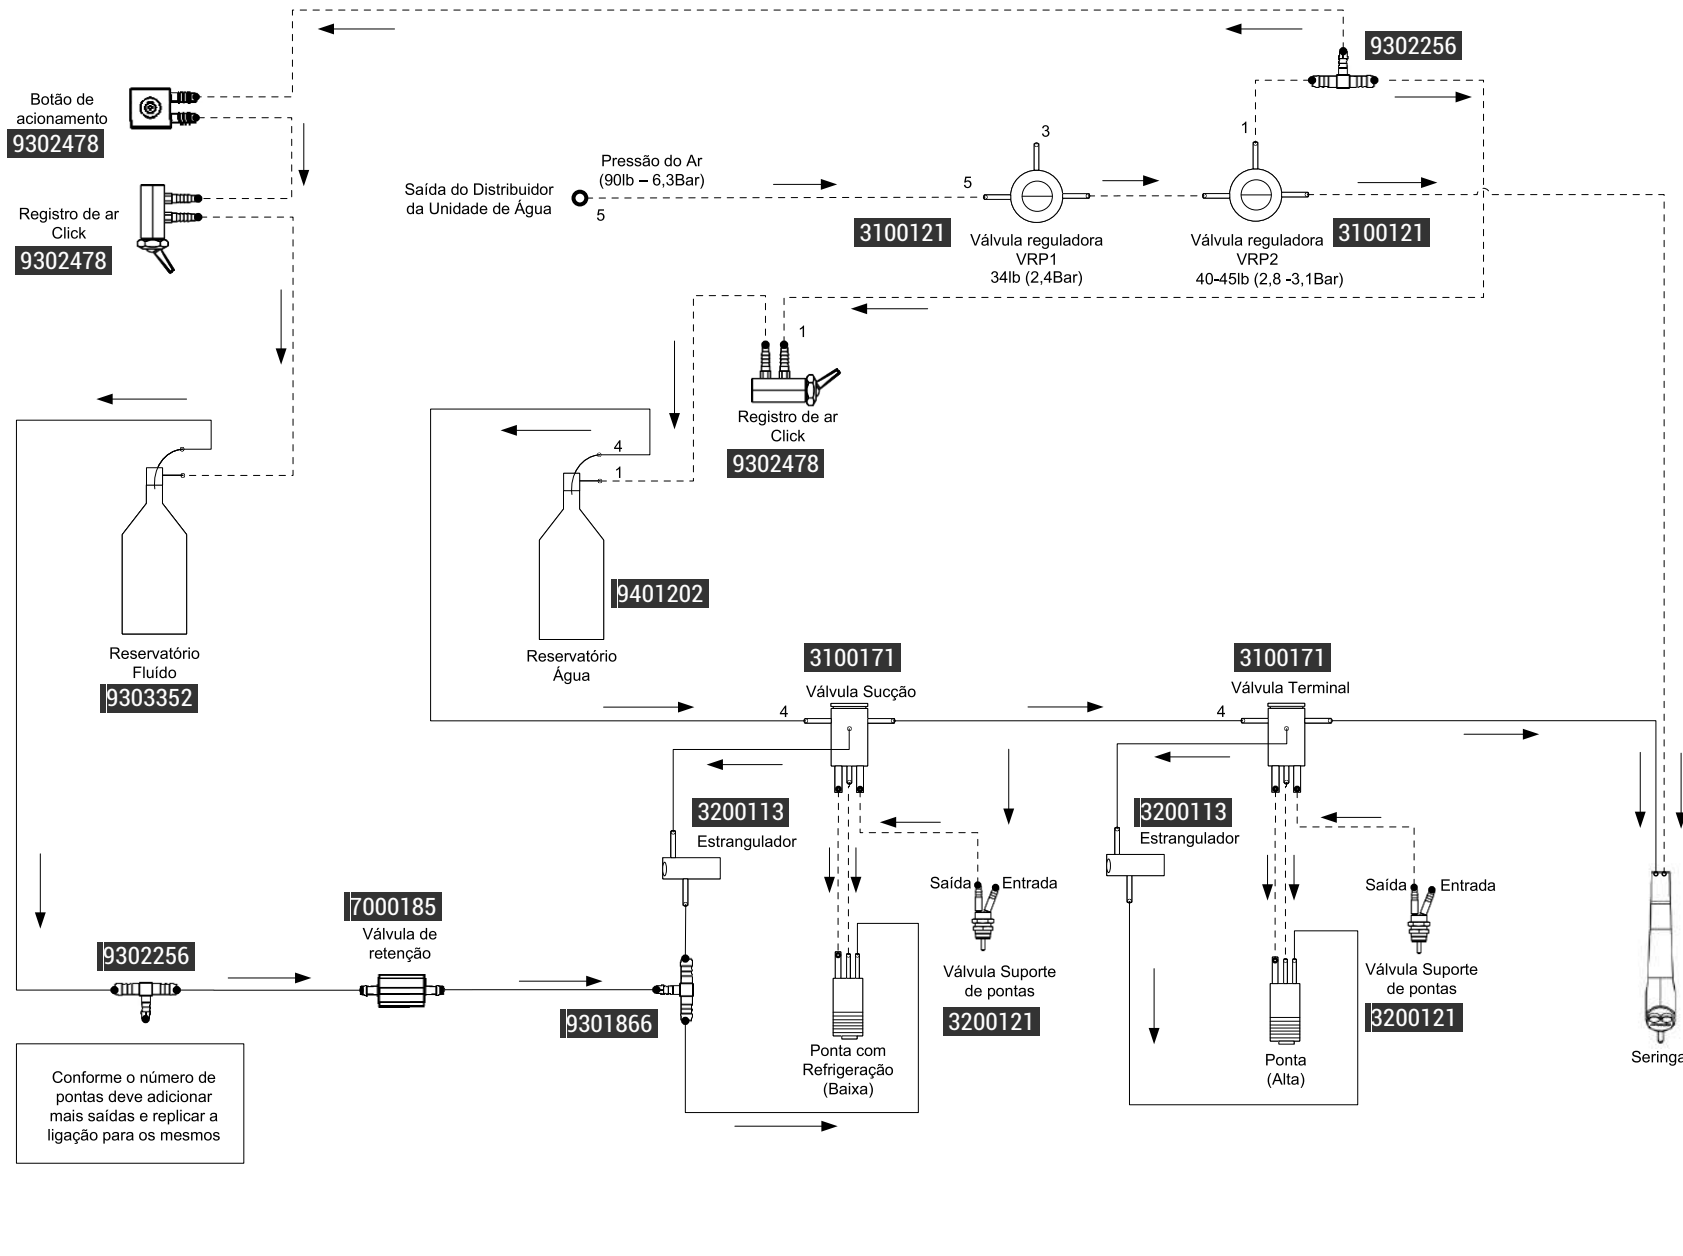 9302256
Botão de
acionamento
9302478
Registro de ar
Click
9302478
Saída do Distribuidor
da Unidade de Água
Pressão do Ar
(90lb – 6,3Bar)
5
5
3
3100121
Válvula reguladora
VRP1
34lb (2,4Bar)
1
Válvula reguladora
VRP2
40-45lb (2,8 -3,1Bar)
3100121
1
Registro de ar
Click
9302478
4
1
9401202
Reservatório
Água
Reservatório
Fluído
9303352
3100171
Válvula Sucção
4
3100171
Válvula Terminal
4
3200113
Estrangulador
3200113
Estrangulador
Saída
Entrada
Saída
Entrada
7000185
Válvula de
retenção
9302256
9301866
Válvula Suporte
de pontas
3200121
Válvula Suporte
de pontas
3200121
Ponta com
Refrigeração
(Baixa)
Ponta
(Alta)
Seringa
Conforme o número de
pontas deve adicionar
mais saídas e replicar a
ligação para os mesmos